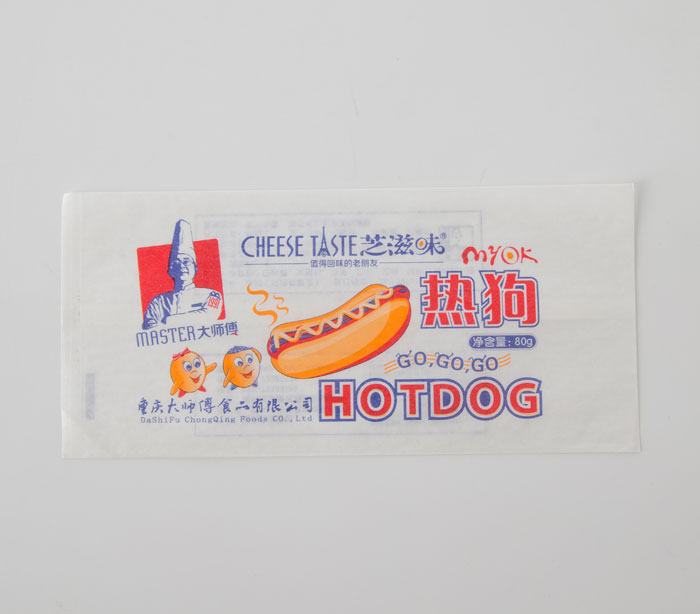 CHEESE TASTE 芝滋味®
值得回味的老朋友
MYOK
MASTER 大师傅
热狗
净含量: 80g
GO, GO, GO
HOTDOG
重庆大师傅食品有限公司
DaShiFu ChongQing Foods CO.,Ltd